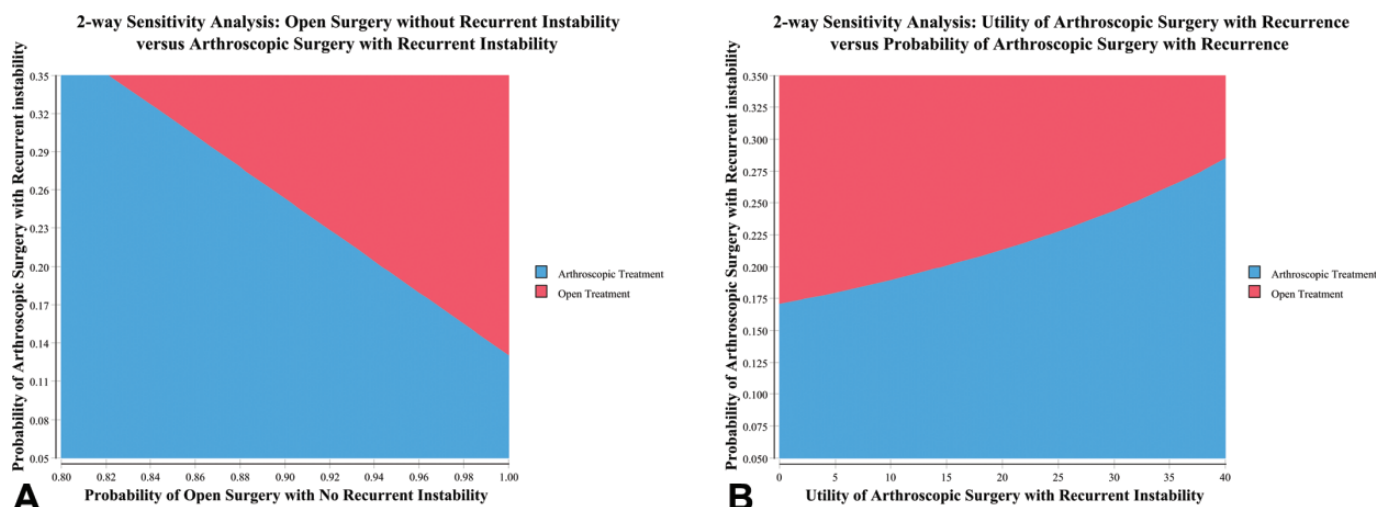 2-way Sensitivity Analysis: Open Surgery without Recurrent Instability
versus Arthroscopic Surgery with Recurrent Instability
Probability of Arthroscopic Surgery with Recurrent instability
0.35
0.32
0.29
0.26
0.23
0.20
0.17
0.14
0.11
0.08
0.05
0.80 0.82 0.84 0.86 0.88 0.90 0.92 0.94 0.96 0.98 1.00
Probability of Open Surgery with No Recurrent Instability
Arthroscopic Treatment
Open Treatment
A
2-way Sensitivity Analysis: Utility of Arthroscopic Surgery with Recurrence
versus Probability of Arthroscopic Surgery with Recurrence
Probability of Arthroscopic Surgery with Recurrent instability
0.350
0.325
0.300
0.275
0.250
0.225
0.200
0.175
0.150
0.125
0.100
0.075
0.050
0 5 10 15 20 25 30 35 40
Utility of Arthroscopic Surgery with Recurrent Instability
Arthroscopic Treatment
Open Treatment
B